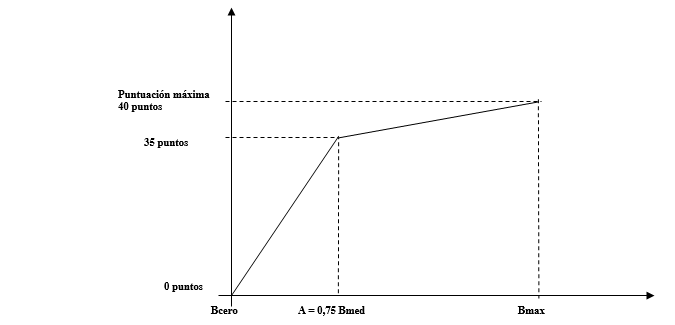 Puntuación máxima
40 puntos
35 puntos
0 puntos
Bcero
A = 0,75 Bmed
Bmax